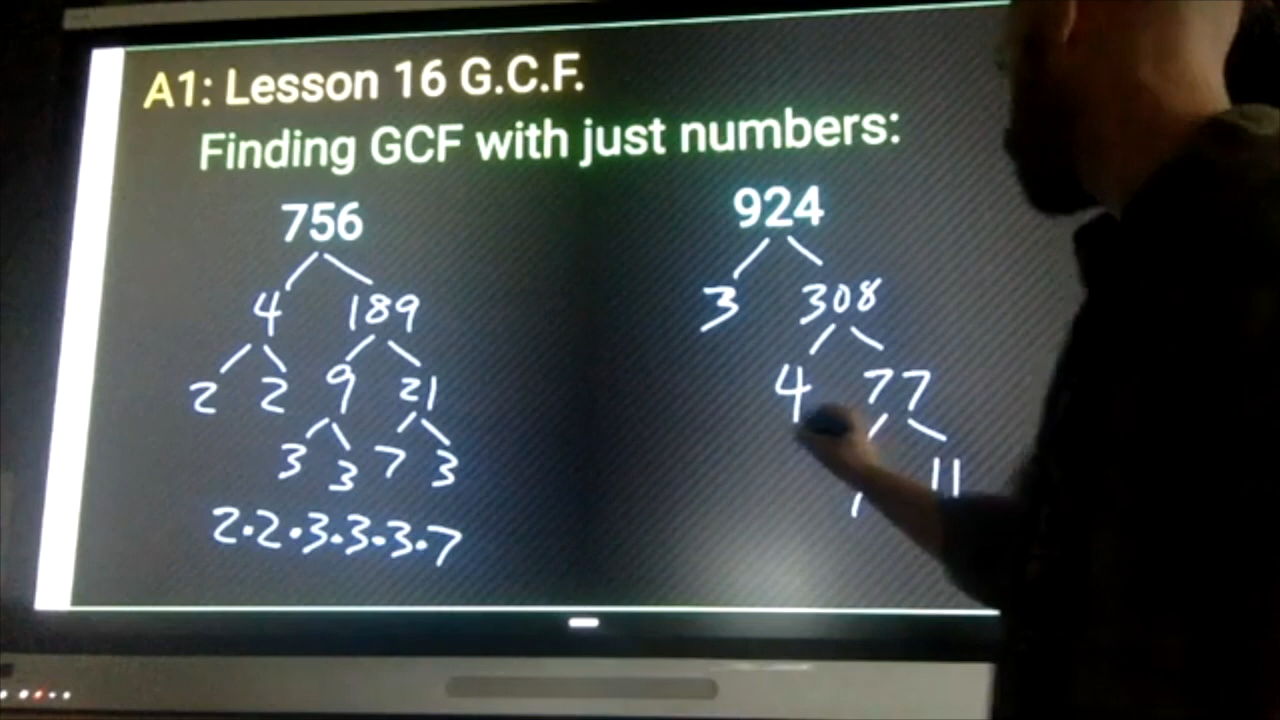 A1: Lesson 16 G.C.F.
Finding GCF with just numbers:
756
924
4 189
3 308
2 2 9 21
4 77
3 3 7 3
11
2·2·3·3·3·7